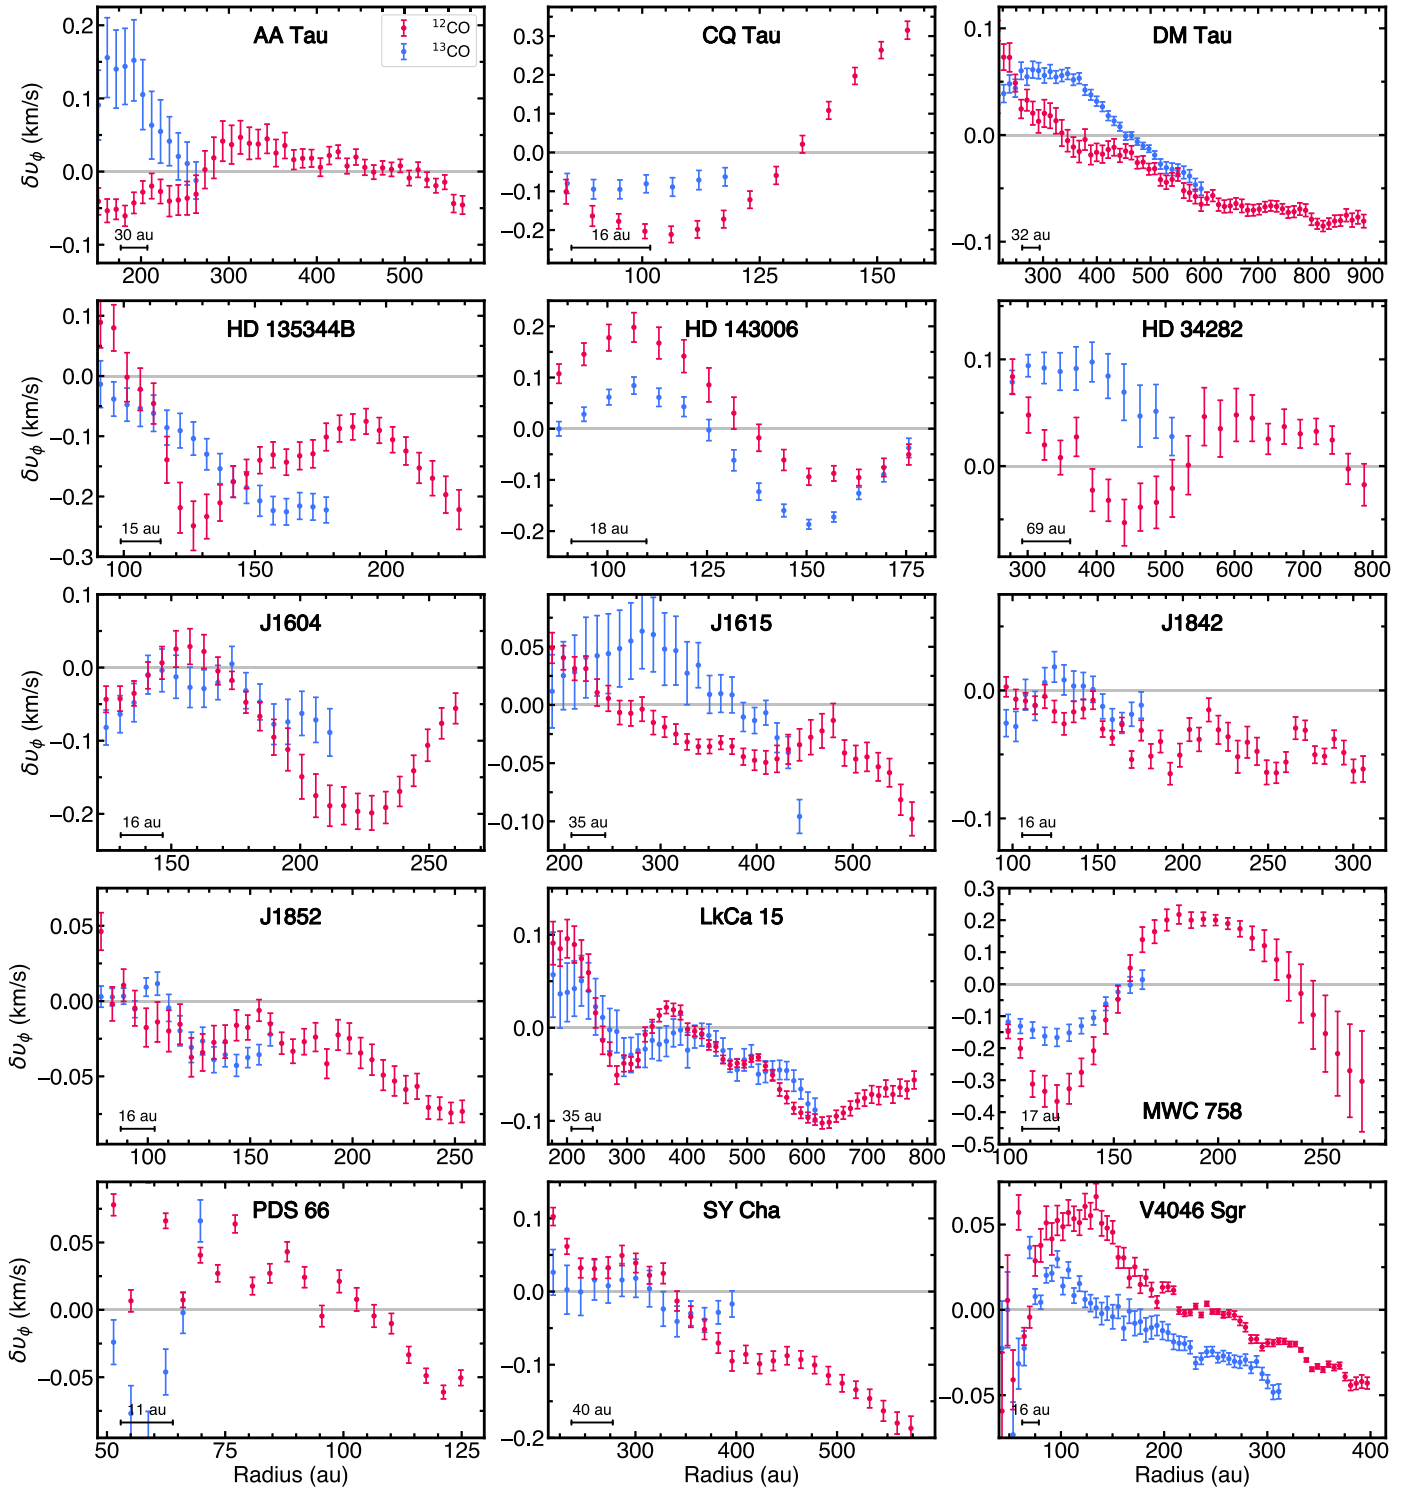 AA Tau
¹²CO
¹³CO
0.2
0.1
0.0
−0.1
δυϕ (km/s)
30 au
200 300 400 500
CQ Tau
0.3
0.2
0.1
0.0
−0.1
−0.2
16 au
100 125 150
DM Tau
0.1
0.0
−0.1
32 au
300 400 500 600 700 800 900
HD 135344B
0.1
0.0
−0.1
−0.2
−0.3
δυϕ (km/s)
15 au
100 150 200
HD 143006
0.2
0.1
0.0
−0.1
−0.2
18 au
100 125 150 175
HD 34282
0.1
0.0
69 au
300 400 500 600 700 800
J1604
0.1
0.0
−0.1
−0.2
δυϕ (km/s)
16 au
150 200 250
J1615
0.05
0.00
−0.05
−0.10
35 au
200 300 400 500
J1842
0.1
0.0
−0.1
16 au
100 150 200 250 300
J1852
0.05
0.00
−0.05
δυϕ (km/s)
16 au
100 150 200 250
LkCa 15
0.1
0.0
−0.1
35 au
200 300 400 500 600 700 800
0.3
0.2
0.1
0.0
−0.1
−0.2
−0.3
−0.4
−0.5
17 au
MWC 758
100 150 200 250
PDS 66
0.05
0.00
−0.05
δυϕ (km/s)
11 au
50 75 100 125
Radius (au)
SY Cha
0.1
0.0
−0.1
−0.2
40 au
300 400 500
Radius (au)
V4046 Sgr
0.05
0.00
−0.05
16 au
100 200 300 400
Radius (au)